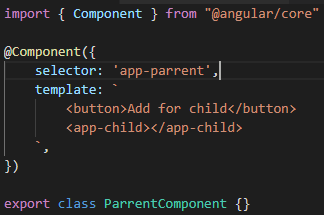 import { Component } from "@angular/core"
@Component({
    selector: 'app-parrent',
    template: `
        <button>Add for child</button>
        <app-child></app-child>
    `,
})
export class ParrentComponent {}